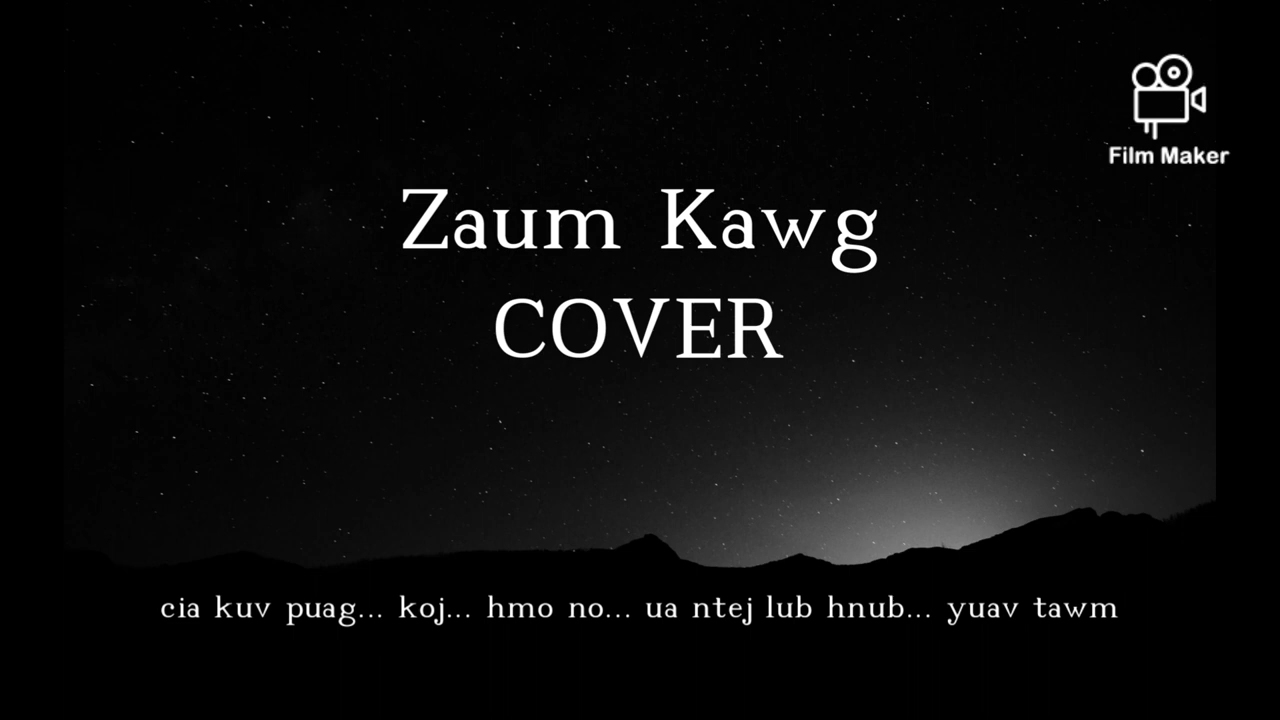 Film Maker
Zaum Kawg
COVER
cia kuv puag... koj... hmo no... ua ntej lub hnub... yuav tawm